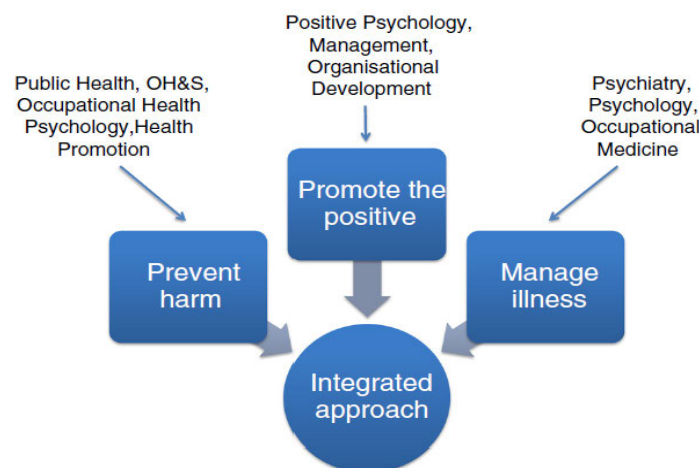 Positive Psychology,
Management,
Organisational
Development
Public Health, OH&S,
Occupational Health
Psychology,Health
Promotion
Psychiatry,
Psychology,
Occupational
Medicine
Promote the
positive
Prevent
harm
Manage
illness
Integrated
approach